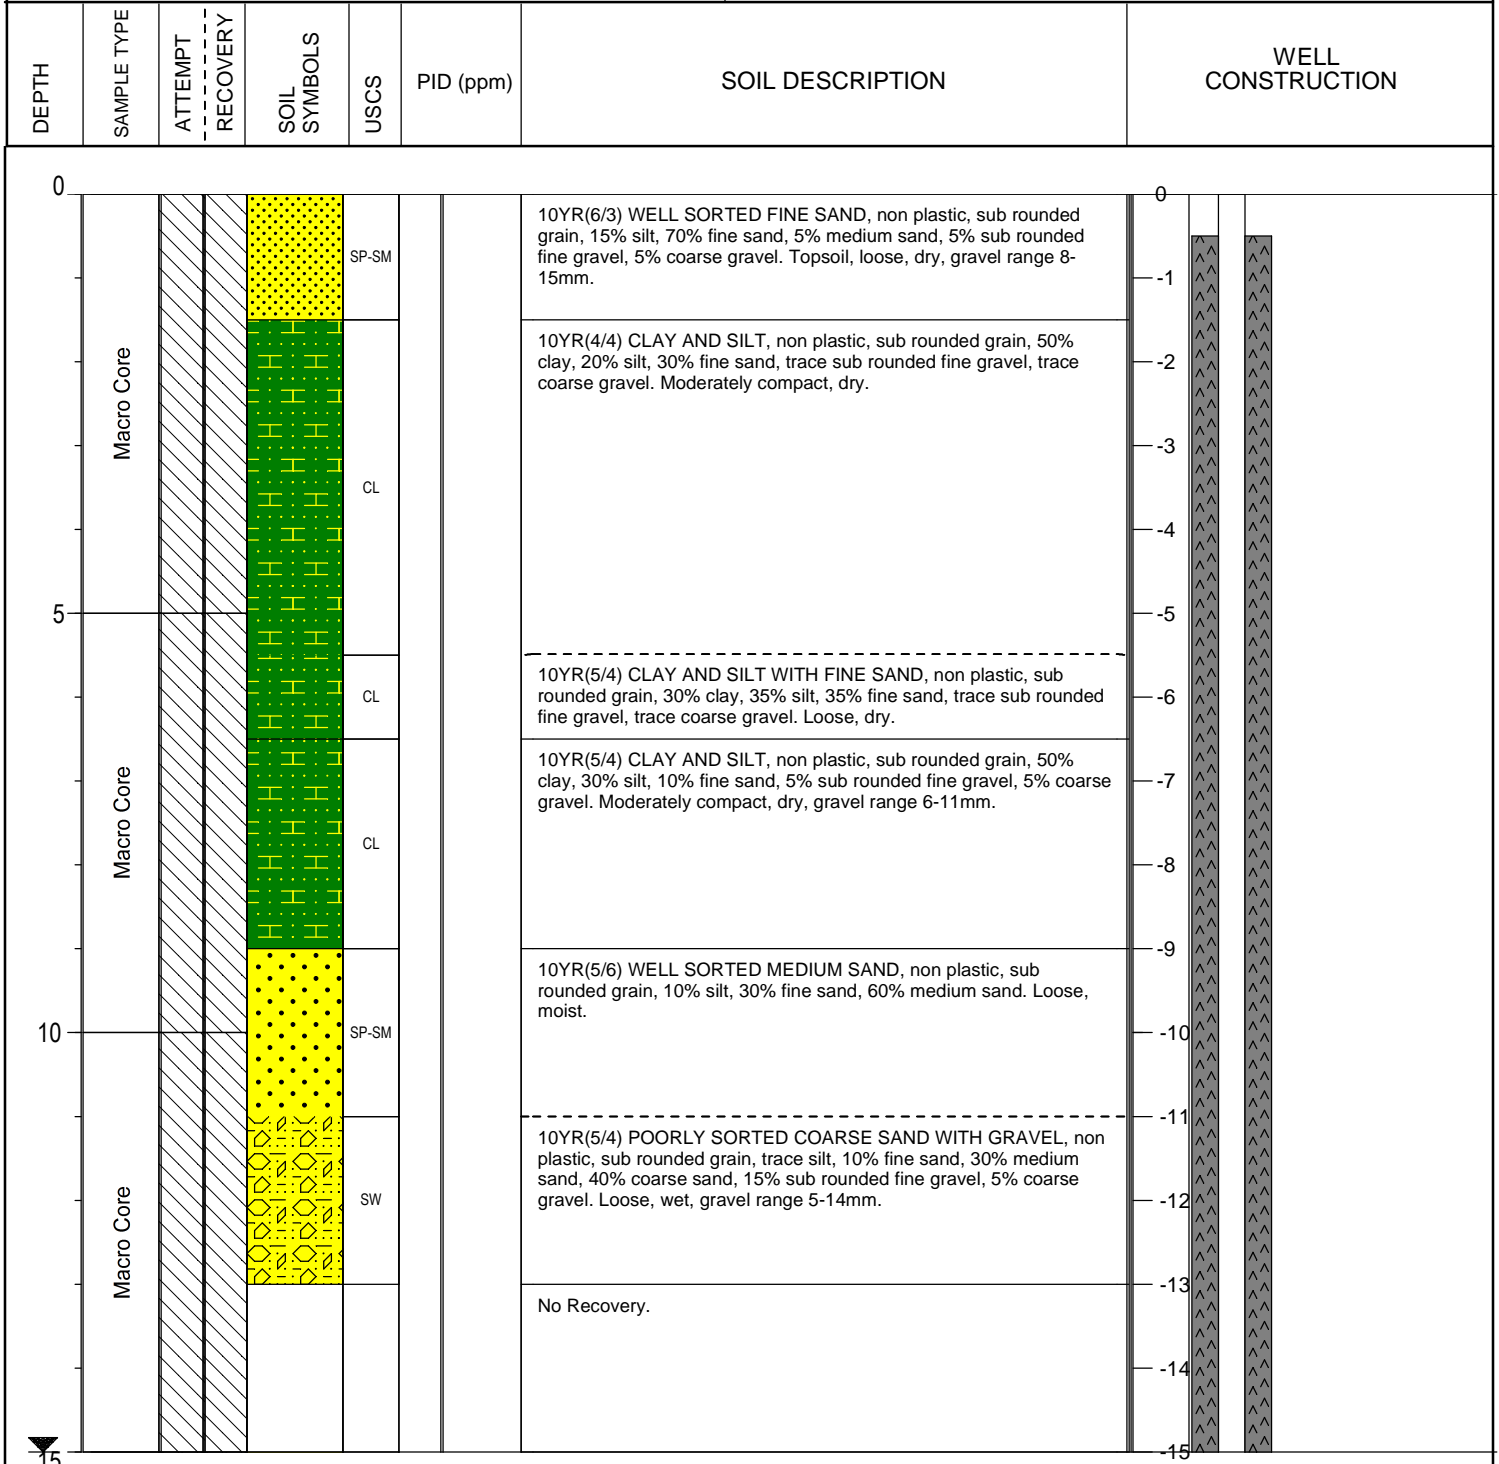 DEPTH
SAMPLE TYPE
ATTEMPT
RECOVERY
SOIL
SYMBOLS
USCS
PID (ppm)
SOIL DESCRIPTION
WELL
CONSTRUCTION
0
5
10
15
Macro Core
Macro Core
Macro Core
SP-SM
CL
CL
CL
SP-SM
SW
10YR(6/3) WELL SORTED FINE SAND, non plastic, sub rounded
grain, 15% silt, 70% fine sand, 5% medium sand, 5% sub rounded
fine gravel, 5% coarse gravel. Topsoil, loose, dry, gravel range 8-
15mm.
10YR(4/4) CLAY AND SILT, non plastic, sub rounded grain, 50%
clay, 20% silt, 30% fine sand, trace sub rounded fine gravel, trace
coarse gravel. Moderately compact, dry.
10YR(5/4) CLAY AND SILT WITH FINE SAND, non plastic, sub
rounded grain, 30% clay, 35% silt, 35% fine sand, trace sub rounded
fine gravel, trace coarse gravel. Loose, dry.
10YR(5/4) CLAY AND SILT, non plastic, sub rounded grain, 50%
clay, 30% silt, 10% fine sand, 5% sub rounded fine gravel, 5% coarse
gravel. Moderately compact, dry, gravel range 6-11mm.
10YR(5/6) WELL SORTED MEDIUM SAND, non plastic, sub
rounded grain, 10% silt, 30% fine sand, 60% medium sand. Loose,
moist.
10YR(5/4) POORLY SORTED COARSE SAND WITH GRAVEL, non
plastic, sub rounded grain, trace silt, 10% fine sand, 30% medium
sand, 40% coarse sand, 15% sub rounded fine gravel, 5% coarse
gravel. Loose, wet, gravel range 5-14mm.
No Recovery.
0
-1
-2
-3
-4
-5
-6
-7
-8
-9
-10
-11
-12
-13
-14
-15